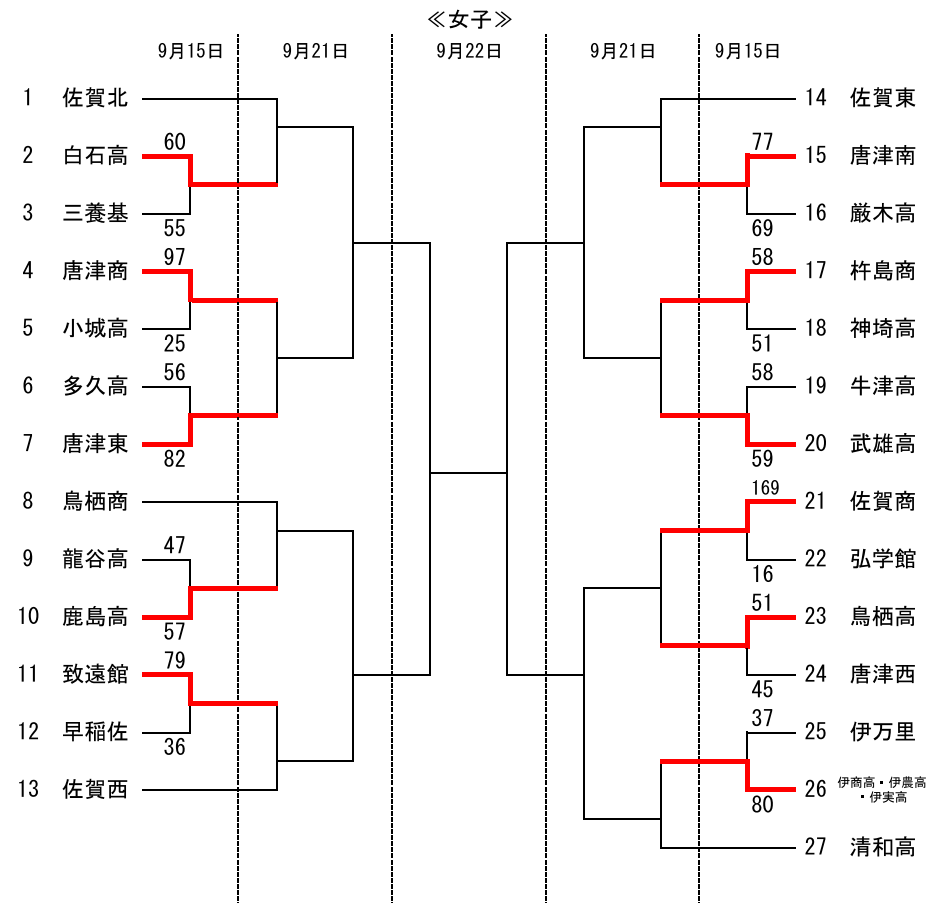 ≪女子≫
9月15日 9月21日 9月22日 9月21日 9月15日
1 佐賀北
2 白石高 60
3 三養基 55
4 唐津商 97
5 小城高 25
6 多久高 56
7 唐津東 82
8 鳥栖商
9 龍谷高 47
10 鹿島高 57
11 致遠館 79
12 早稲佐 36
13 佐賀西
14 佐賀東
77 15 唐津南
69 16 厳木高
58 17 杵島商
51 18 神埼高
58 19 牛津高
59 20 武雄高
169 21 佐賀商
16 22 弘学館
51 23 鳥栖高
45 24 唐津西
37 25 伊万里
80 26 伊商高・伊農高
・伊実高
27 清和高